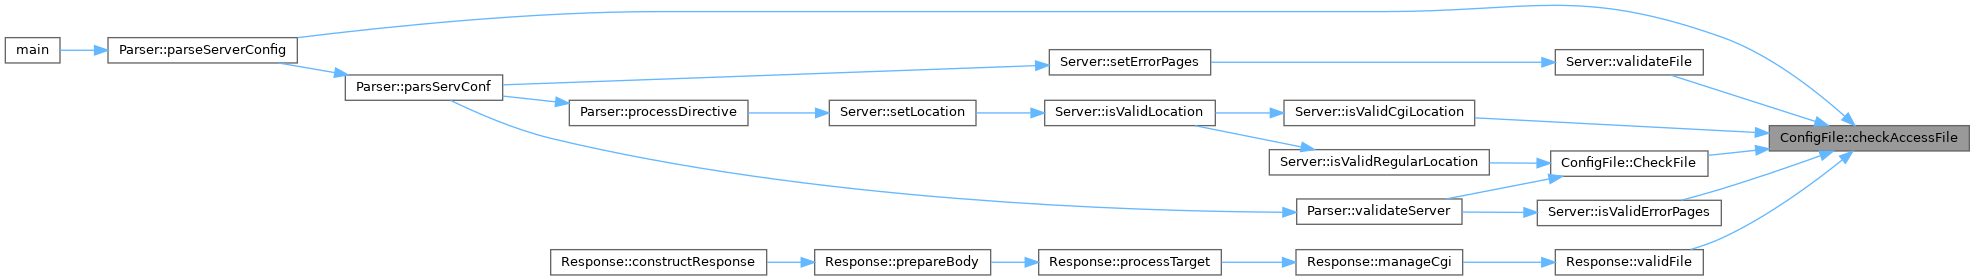 main
Parser::parseServerConfig
Parser::parsServConf
Server::setErrorPages
Server::validateFile
Parser::processDirective
Server::setLocation
Server::isValidLocation
Server::isValidCgiLocation
ConfigFile::checkAccessFile
Server::isValidRegularLocation
ConfigFile::CheckFile
Parser::validateServer
Server::isValidErrorPages
Response::constructResponse
Response::prepareBody
Response::processTarget
Response::manageCgi
Response::validFile